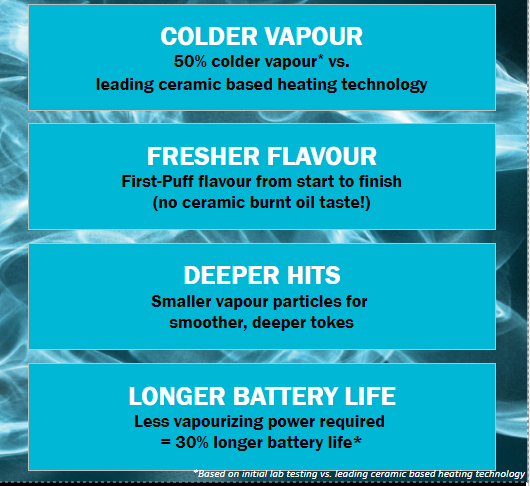 COLDER VAPOUR
50% colder vapour* vs.
leading ceramic based heating technology
FRESHER FLAVOUR
First-Puff flavour from start to finish
(no ceramic burnt oil taste!)
DEEPER HITS
Smaller vapour particles for
smoother, deeper tokes
LONGER BATTERY LIFE
Less vapourizing power required
= 30% longer battery life*
*Based on initial lab testing vs. leading ceramic based heating technology